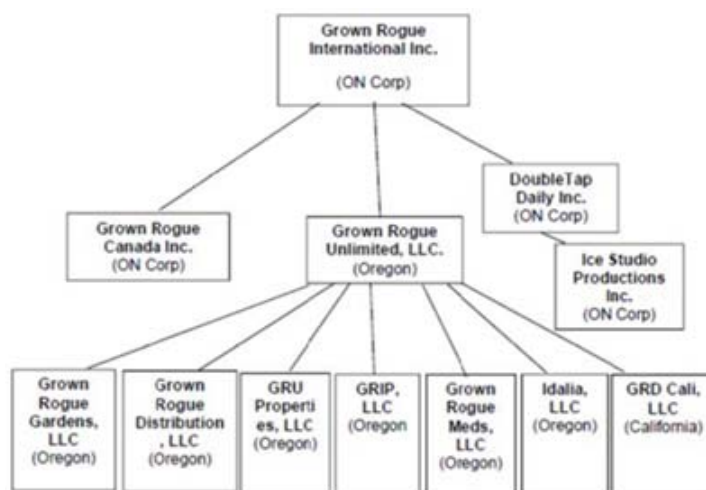 Grown Rogue
International Inc.
(ON Corp)
DoubleTap
Daily Inc.
(ON Corp)
Grown Rogue
Canada Inc.
(ON Corp)
Grown Rogue
Unlimited, LLC.
(Oregon)
Ice Studio
Productions
Inc.
(ON Corp)
Grown
Rogue
Gardens,
LLC
(Oregon)
Grown
Rogue
Distribution
, LLC
(Oregon)
GRU
Properti
es, LLC
(Oregon)
GRIP,
LLC
(Oregon
Grown
Rogue
Meds,
LLC
(Oregon)
Idalia,
LLC
(Oregon)
GRD Cali,
LLC
(California)